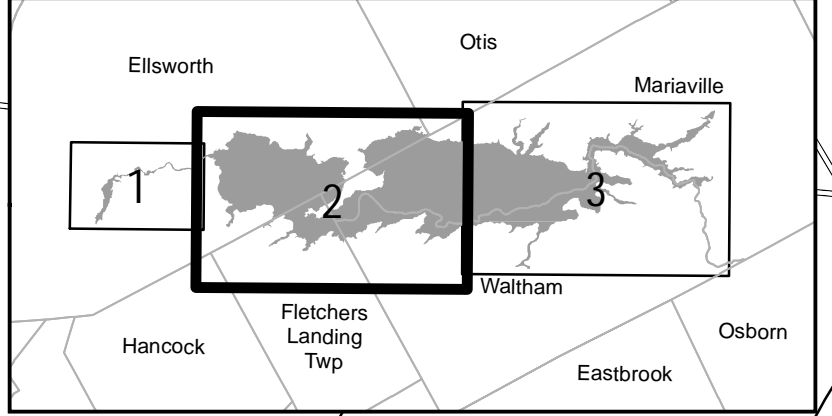 Otis
Ellsworth
Mariaville
1
2
3
Waltham
Fletchers
Landing
Twp
Hancock
Osborn
Eastbrook